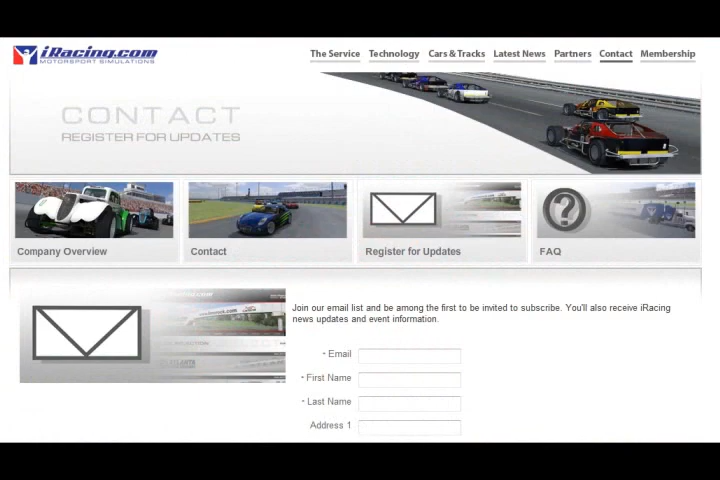 iRacing.com
MOTORSPORT SIMULATIONS
The Service Technology Cars & Tracks Latest News Partners Contact Membership
CONTACT
REGISTER FOR UPDATES
Company Overview Contact Register for Updates FAQ
Join our email list and be among the first to be invited to subscribe. You'll also receive iRacing
news updates and event information.
* Email
* First Name
* Last Name
Address 1